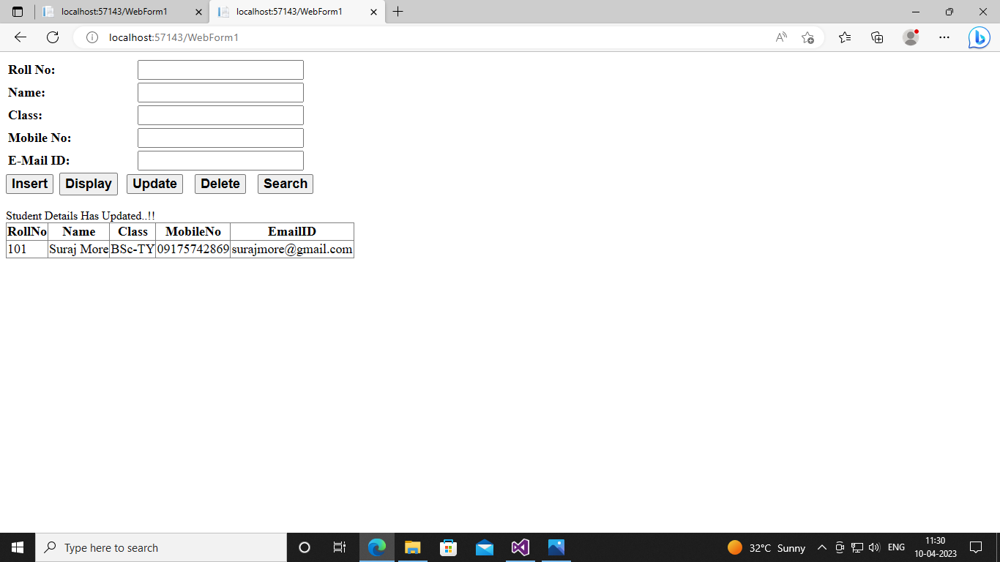 localhost:57143/WebForm1
localhost:57143/WebForm1
localhost:57143/WebForm1
Roll No:
Name:
Class:
Mobile No:
E-Mail ID:
Insert Display Update Delete Search
Student Details Has Updated..!!
RollNo Name Class MobileNo EmailID
101 Suraj More BSc-TY 09175742869 surajmore@gmail.com
Type here to search
32°C Sunny
ENG
11:30
10-04-2023